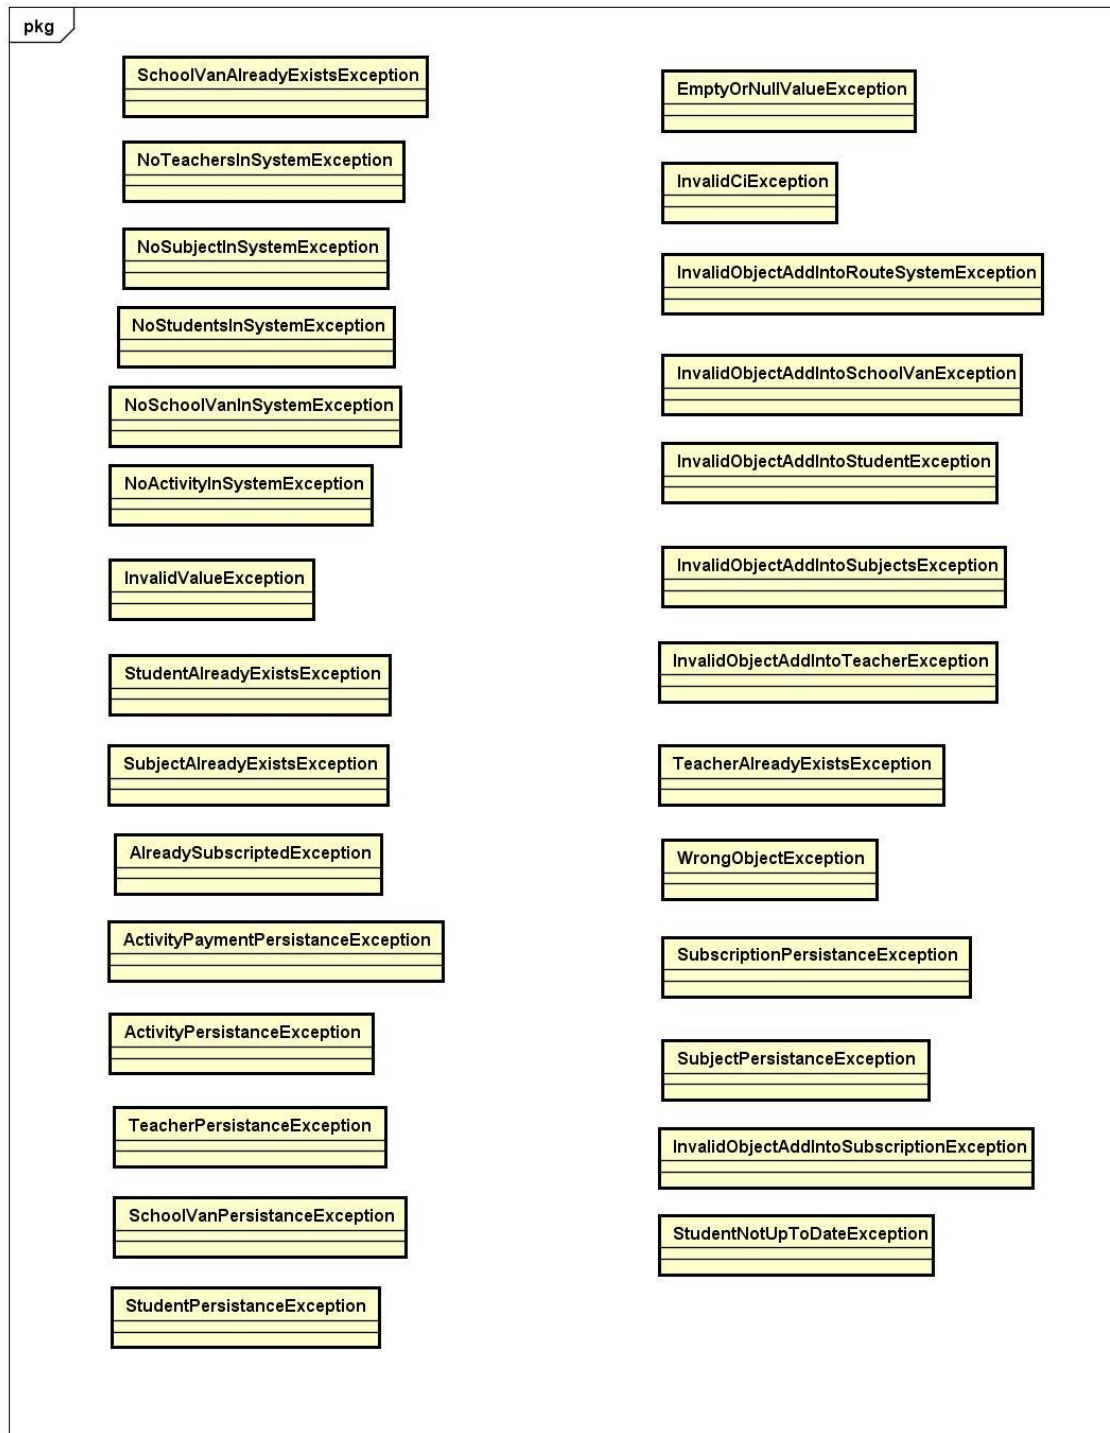 pkg
SchoolVanAlreadyExistsException
NoTeachersInSystemException
NoSubjectInSystemException
NoStudentsInSystemException
NoSchoolVanInSystemException
NoActivityInSystemException
InvalidValueException
StudentAlreadyExistsException
SubjectAlreadyExistsException
AlreadySubscriptedException
ActivityPaymentPersistanceException
ActivityPersistanceException
TeacherPersistanceException
SchoolVanPersistanceException
StudentPersistanceException
EmptyOrNullValueException
InvalidCiException
InvalidObjectAddIntoRouteSystemException
InvalidObjectAddIntoSchoolVanException
InvalidObjectAddIntoStudentException
InvalidObjectAddIntoSubjectsException
InvalidObjectAddIntoTeacherException
TeacherAlreadyExistsException
WrongObjectException
SubscriptionPersistanceException
SubjectPersistanceException
InvalidObjectAddIntoSubscriptionException
StudentNotUpToDateException